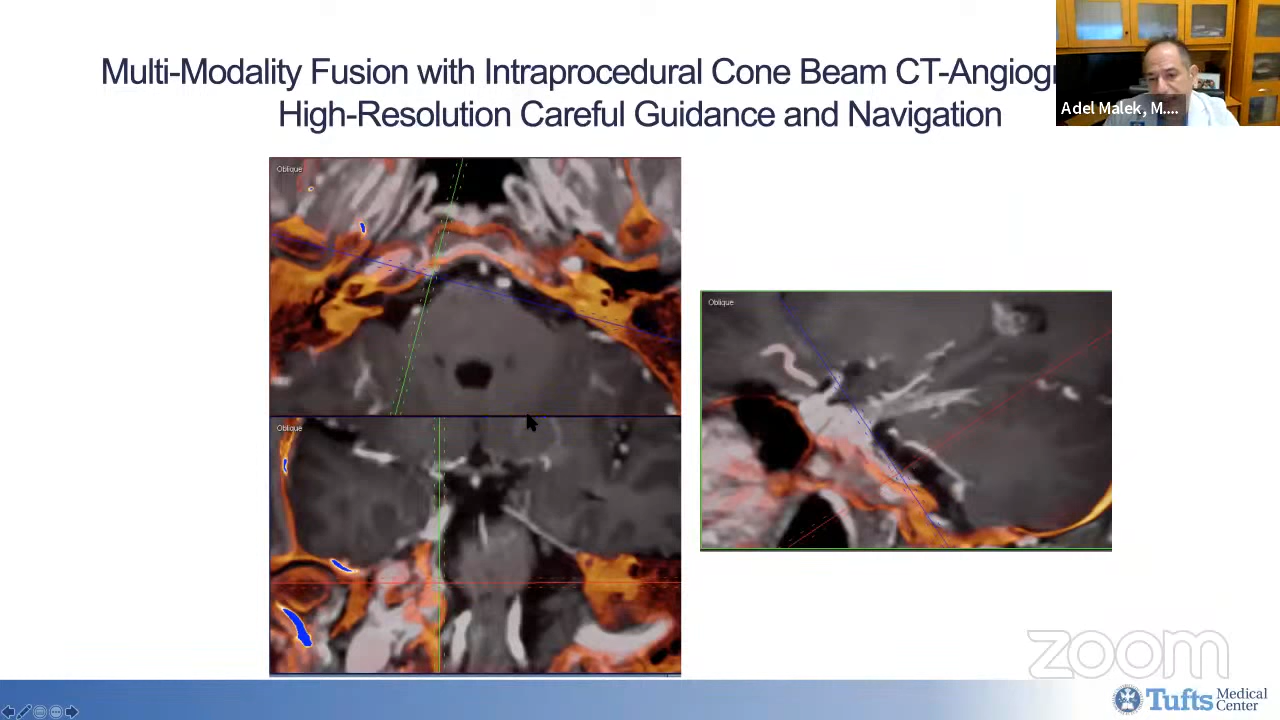 Multi-Modality Fusion with Intraprocedural Cone Beam CT-Angiogr
High-Resolution Careful Guidance and Navigation
Adel Malek, M....
Oblique
Oblique
Oblique
zoom
Tufts Medical
Center